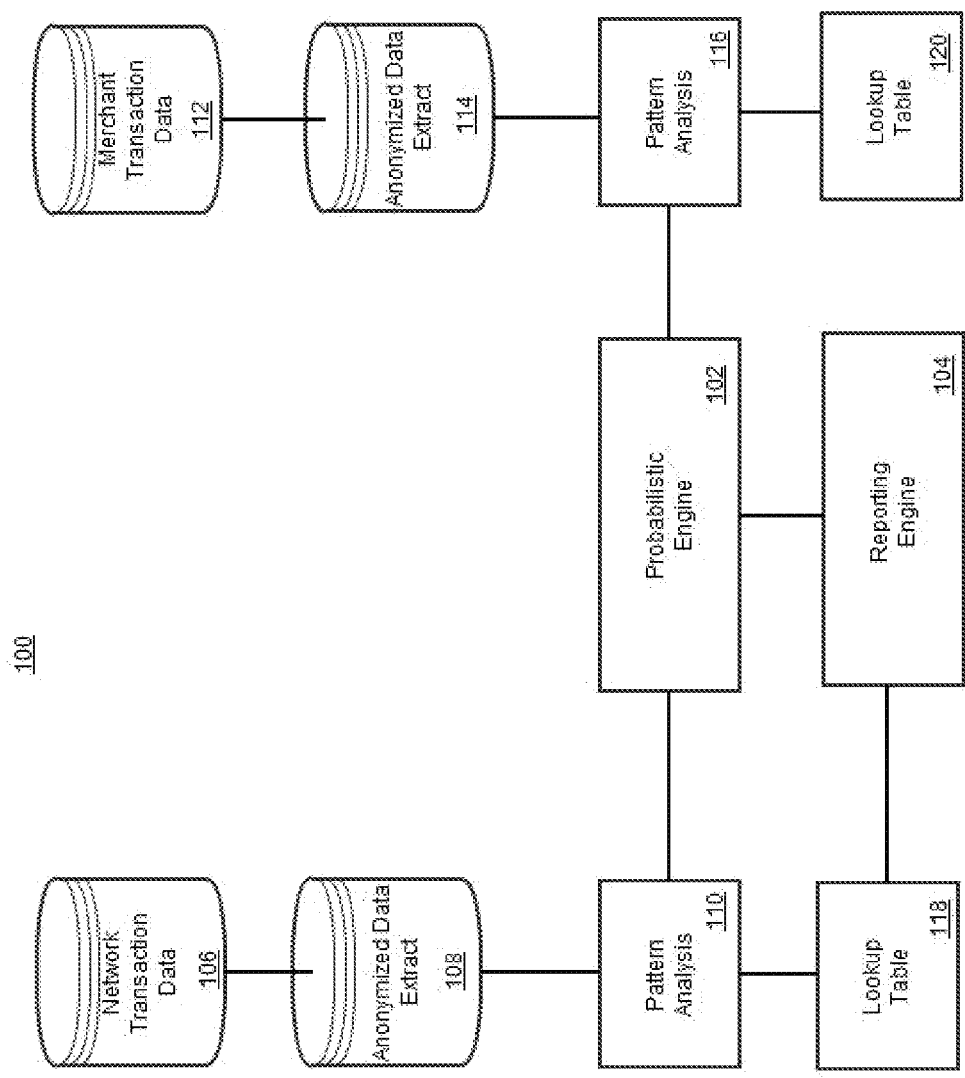 100
Network
Transaction
Data
106
Anonymized Data
Extract
108
Pattern
Analysis
110
Lookup
Table
118
Probabilistic
Engine
102
Reporting
Engine
104
Merchant
Transaction
Data
112
Anonymized Data
Extract
114
Pattern
Analysis
116
Lookup
Table
120